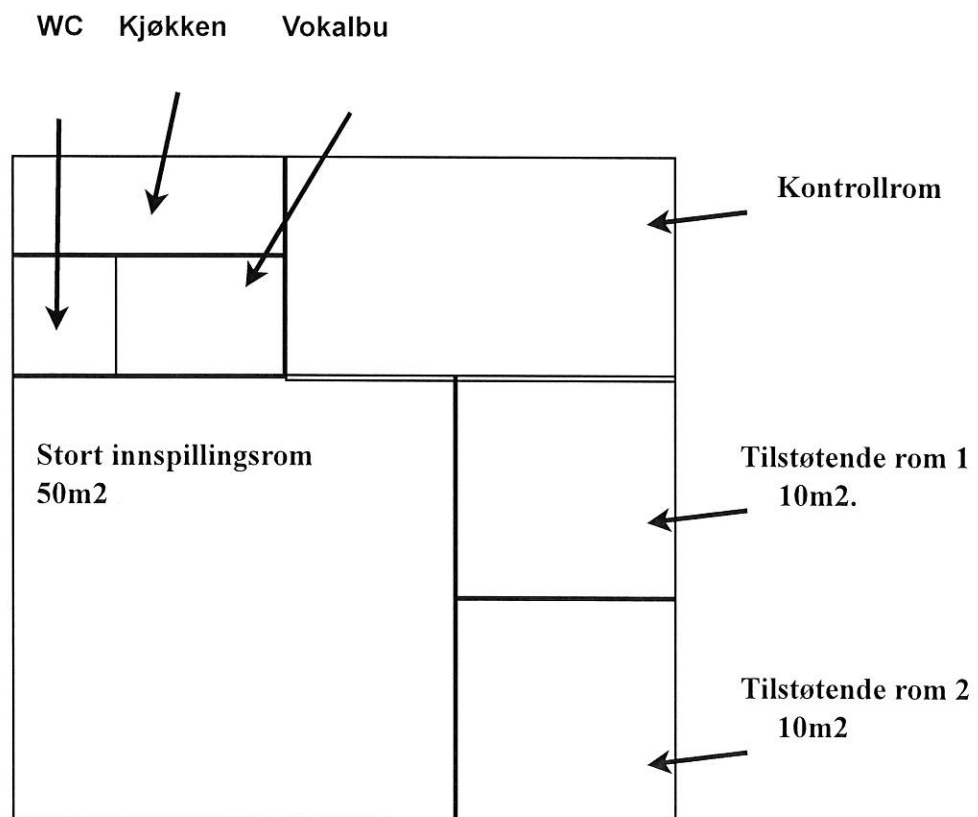 WC Kjøkken Vokalbu
Kontrollrom
Stort innspillingsrom
50m2
Tilstøtende rom 1
10m2.
Tilstøtende rom 2
10m2